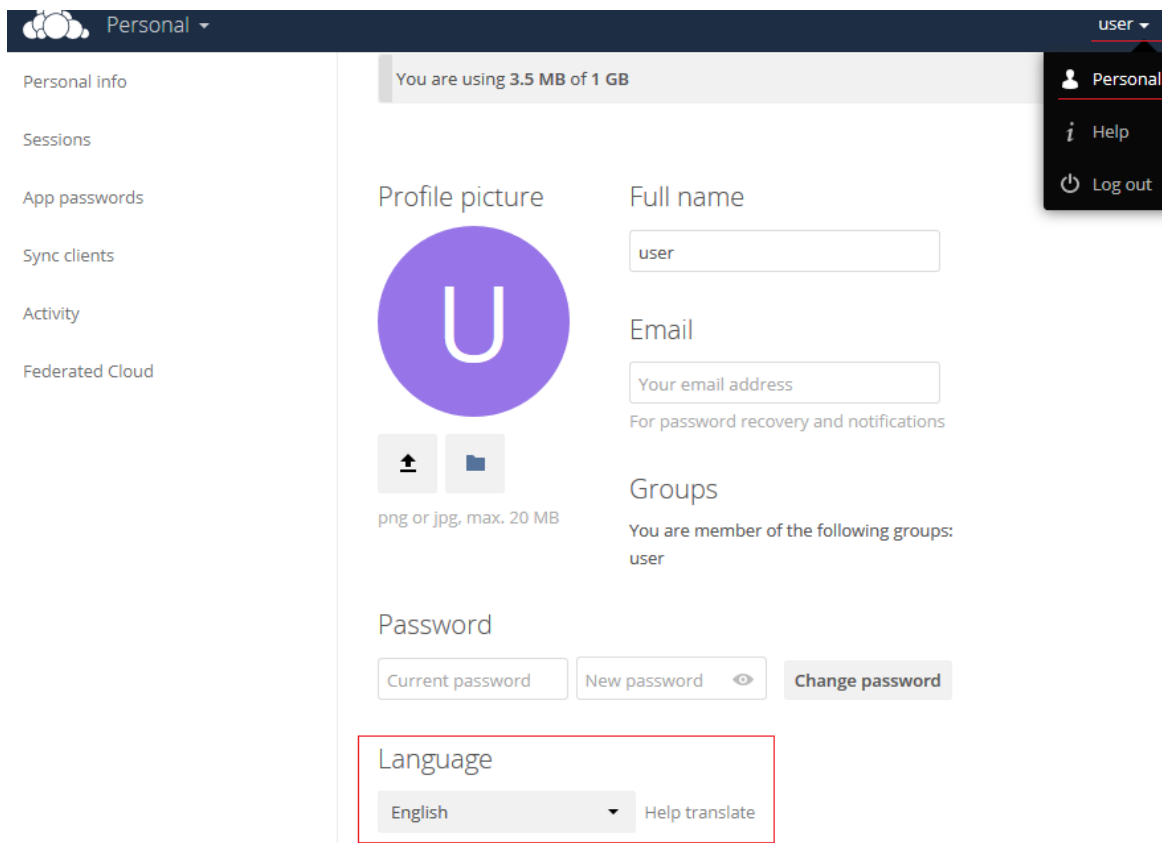 Personal
user
Personal
Help
Log out
Personal info
Sessions
App passwords
Sync clients
Activity
Federated Cloud
You are using 3.5 MB of 1 GB
Profile picture
U
png or jpg, max. 20 MB
Full name
user
Email
Your email address
For password recovery and notifications
Groups
You are member of the following groups:
user
Password
Current password
New password
Change password
Language
English
Help translate